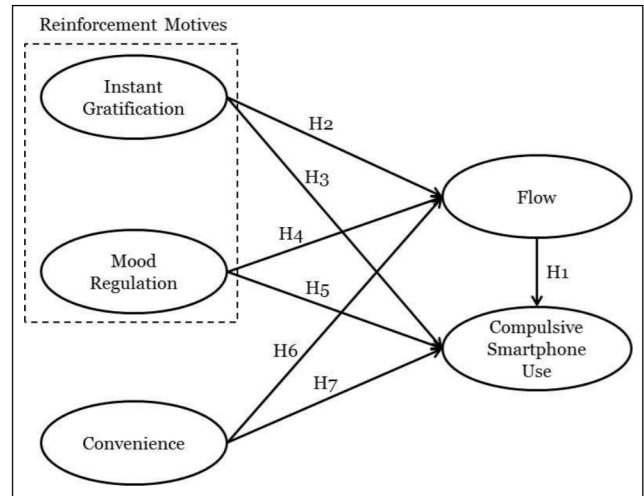 Reinforcement Motives
Instant
Gratification
H2
H3
Flow
H4
Mood
Regulation
H1
H5
Compulsive
Smartphone
Use
H6
H7
Convenience